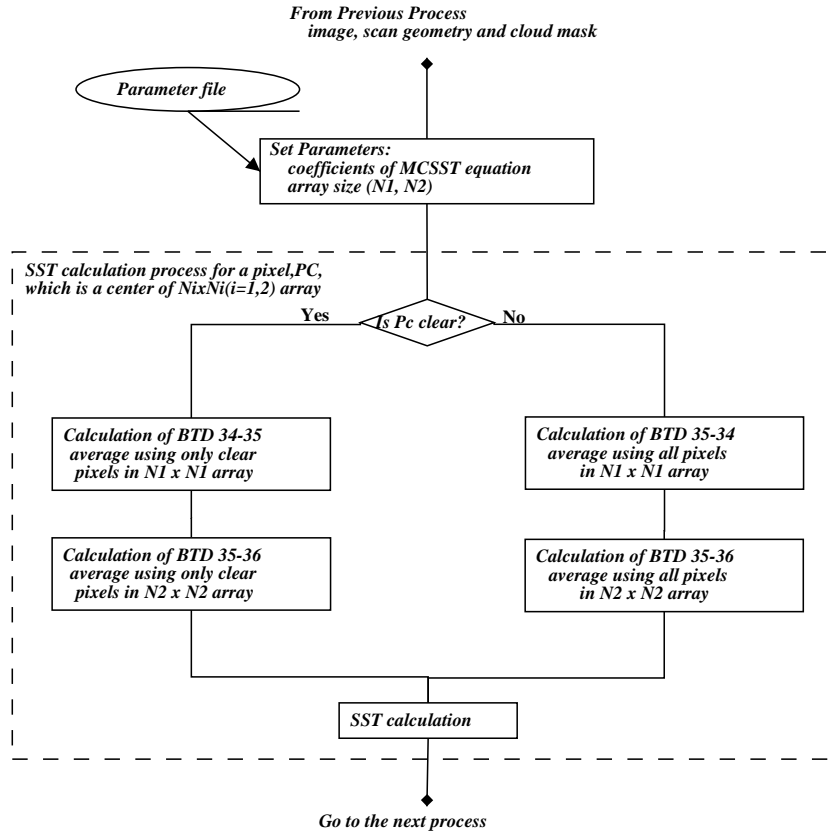 From Previous Process
image, scan geometry and cloud mask
Parameter file
Set Parameters:
coefficients of MCSST equation
array size (N1, N2)
SST calculation process for a pixel,PC,
which is a center of NixNi(i=1,2) array
Yes
Is Pc clear?
No
Calculation of BTD 34-35
average using only clear
pixels in N1 x N1 array
Calculation of BTD 35-34
average using all pixels
in N1 x N1 array
Calculation of BTD 35-36
average using only clear
pixels in N2 x N2 array
Calculation of BTD 35-36
average using all pixels
in N2 x N2 array
SST calculation
Go to the next process